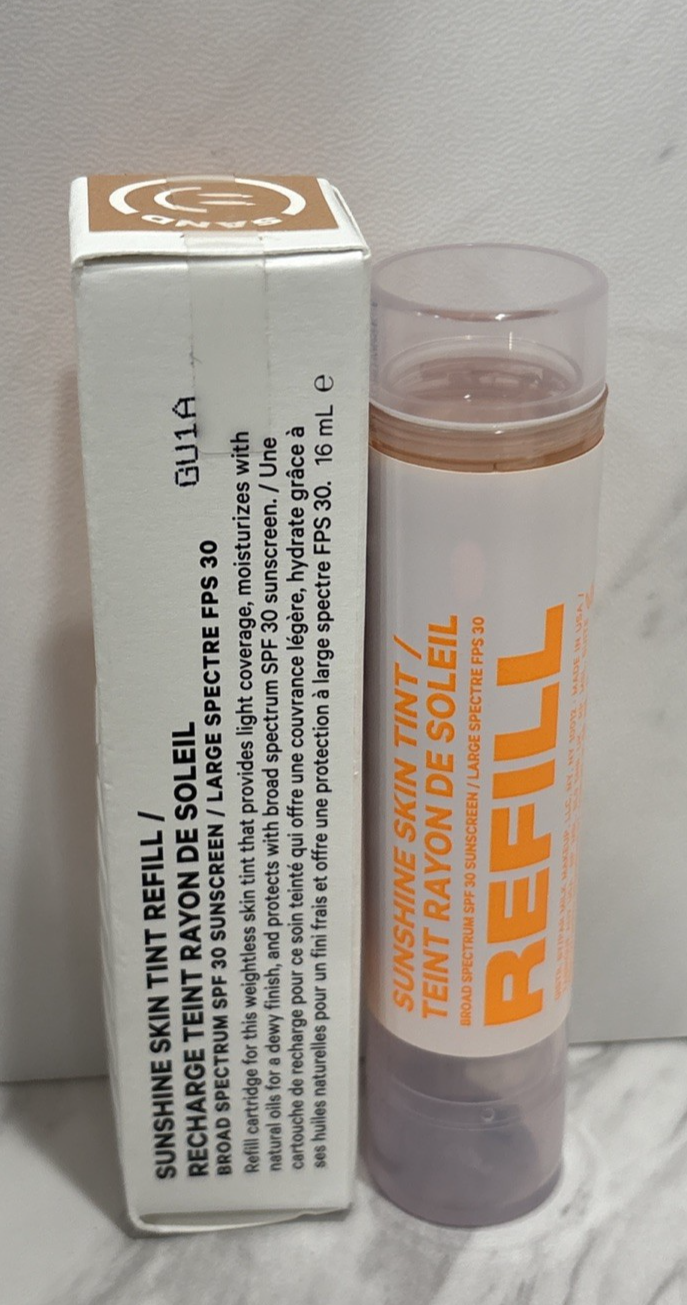 SAND
GU1A
SUNSHINE SKIN TINT REFILL /
RECHARGE TEINT RAYON DE SOLEIL
BROAD SPECTRUM SPF 30 SUNSCREEN / LARGE SPECTRE FPS 30
Refill cartridge for this weightless skin tint that provides light coverage, moisturizes with
natural oils for a dewy finish, and protects with broad spectrum SPF 30 sunscreen. / Une
cartouche de recharge pour ce soin teinté qui offre une couvrance légère, hydrate grâce à
ses huiles naturelles pour un fini frais et offre une protection à large spectre FPS 30. 16 mL ℮
SUNSHINE SKIN TINT /
TEINT RAYON DE SOLEIL
BROAD SPECTRUM SPF 30 SUNSCREEN / LARGE SPECTRE FPS 30
REFILL
MADE IN USA /